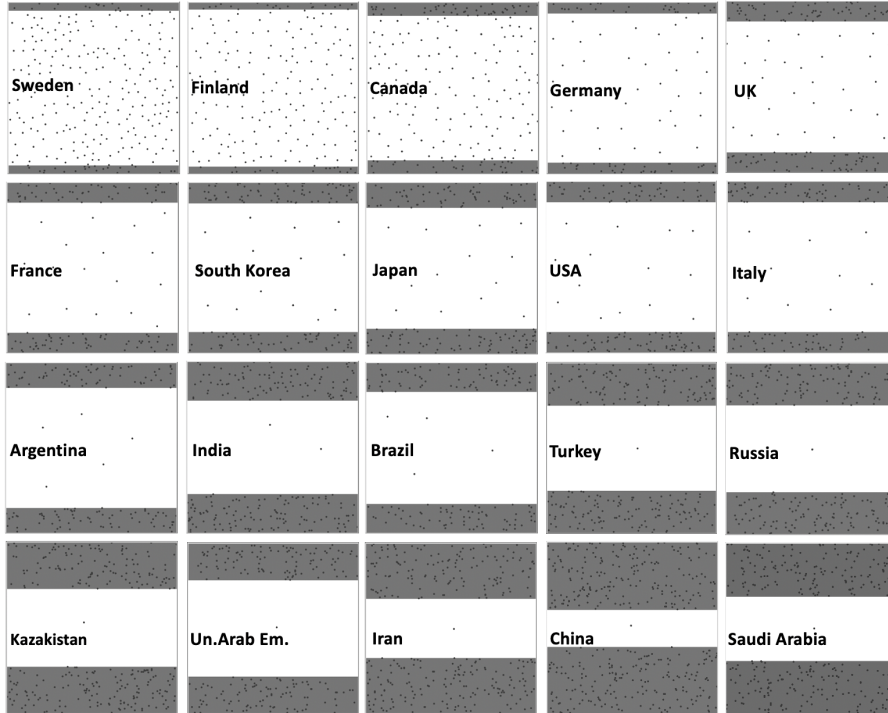 Sweden
Finland
Canada
Germany
UK
France
South Korea
Japan
USA
Italy
Argentina
India
Brazil
Turkey
Russia
Kazakistan
Un.Arab Em.
Iran
China
Saudi Arabia